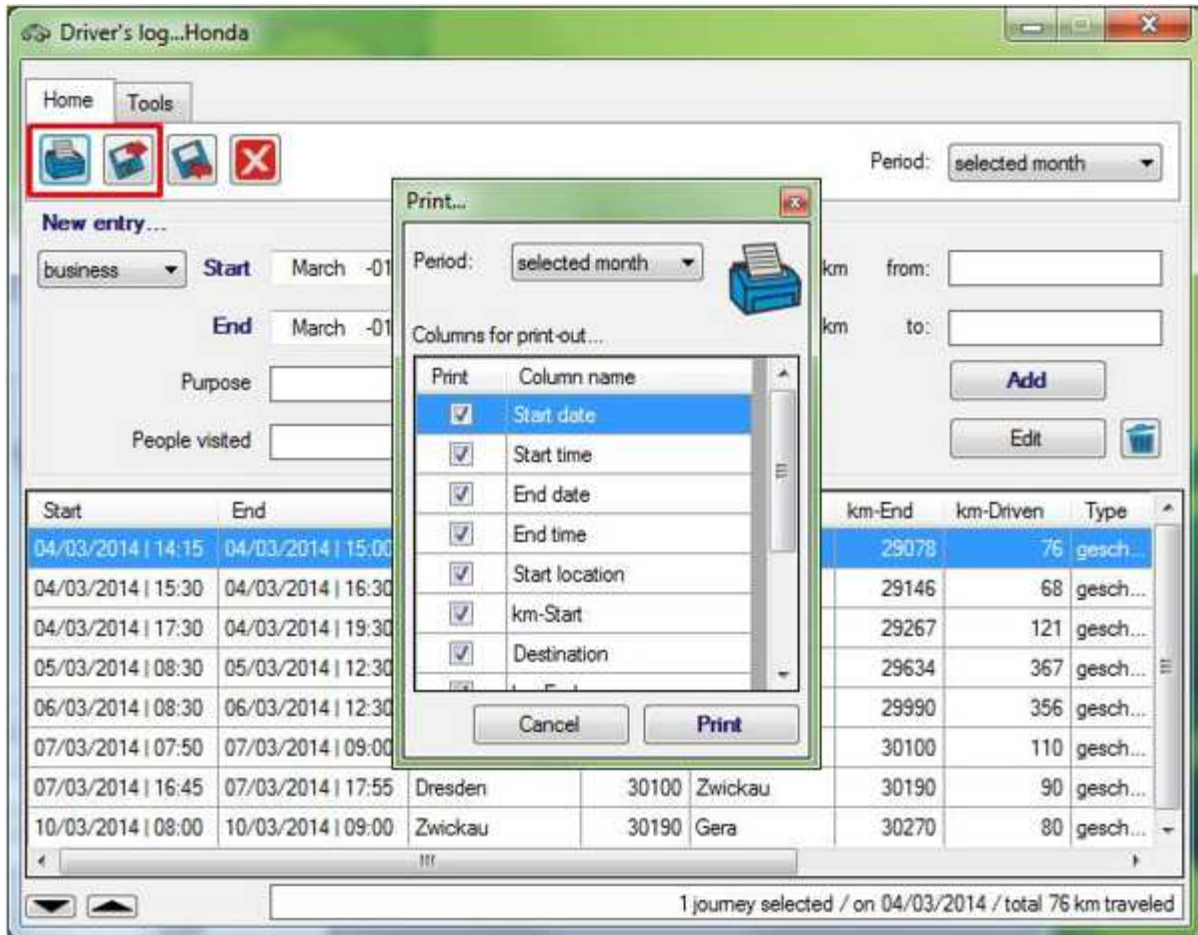 Driver's log...Honda
Home Tools
Period: selected month
New entry...
business Start March -01 km from:
End March -01 km to:
Purpose Add
People visited Edit
Print...
Period: selected month
Columns for print-out...
Print Column name
Start date
Start time
End date
End time
Start location
km-Start
Destination
Cancel Print
Start End km-End km-Driven Type
04/03/2014 | 14:15 04/03/2014 | 15:00 29078 76 gesch...
04/03/2014 | 15:30 04/03/2014 | 16:30 29146 68 gesch...
04/03/2014 | 17:30 04/03/2014 | 19:30 29267 121 gesch...
05/03/2014 | 08:30 05/03/2014 | 12:30 29634 367 gesch...
06/03/2014 | 08:30 06/03/2014 | 12:30 29990 356 gesch...
07/03/2014 | 07:50 07/03/2014 | 09:00 30100 110 gesch...
07/03/2014 | 16:45 07/03/2014 | 17:55 Dresden 30100 Zwickau 30190 90 gesch...
10/03/2014 | 08:00 10/03/2014 | 09:00 Zwickau 30190 Gera 30270 80 gesch...
1 journey selected / on 04/03/2014 / total 76 km traveled